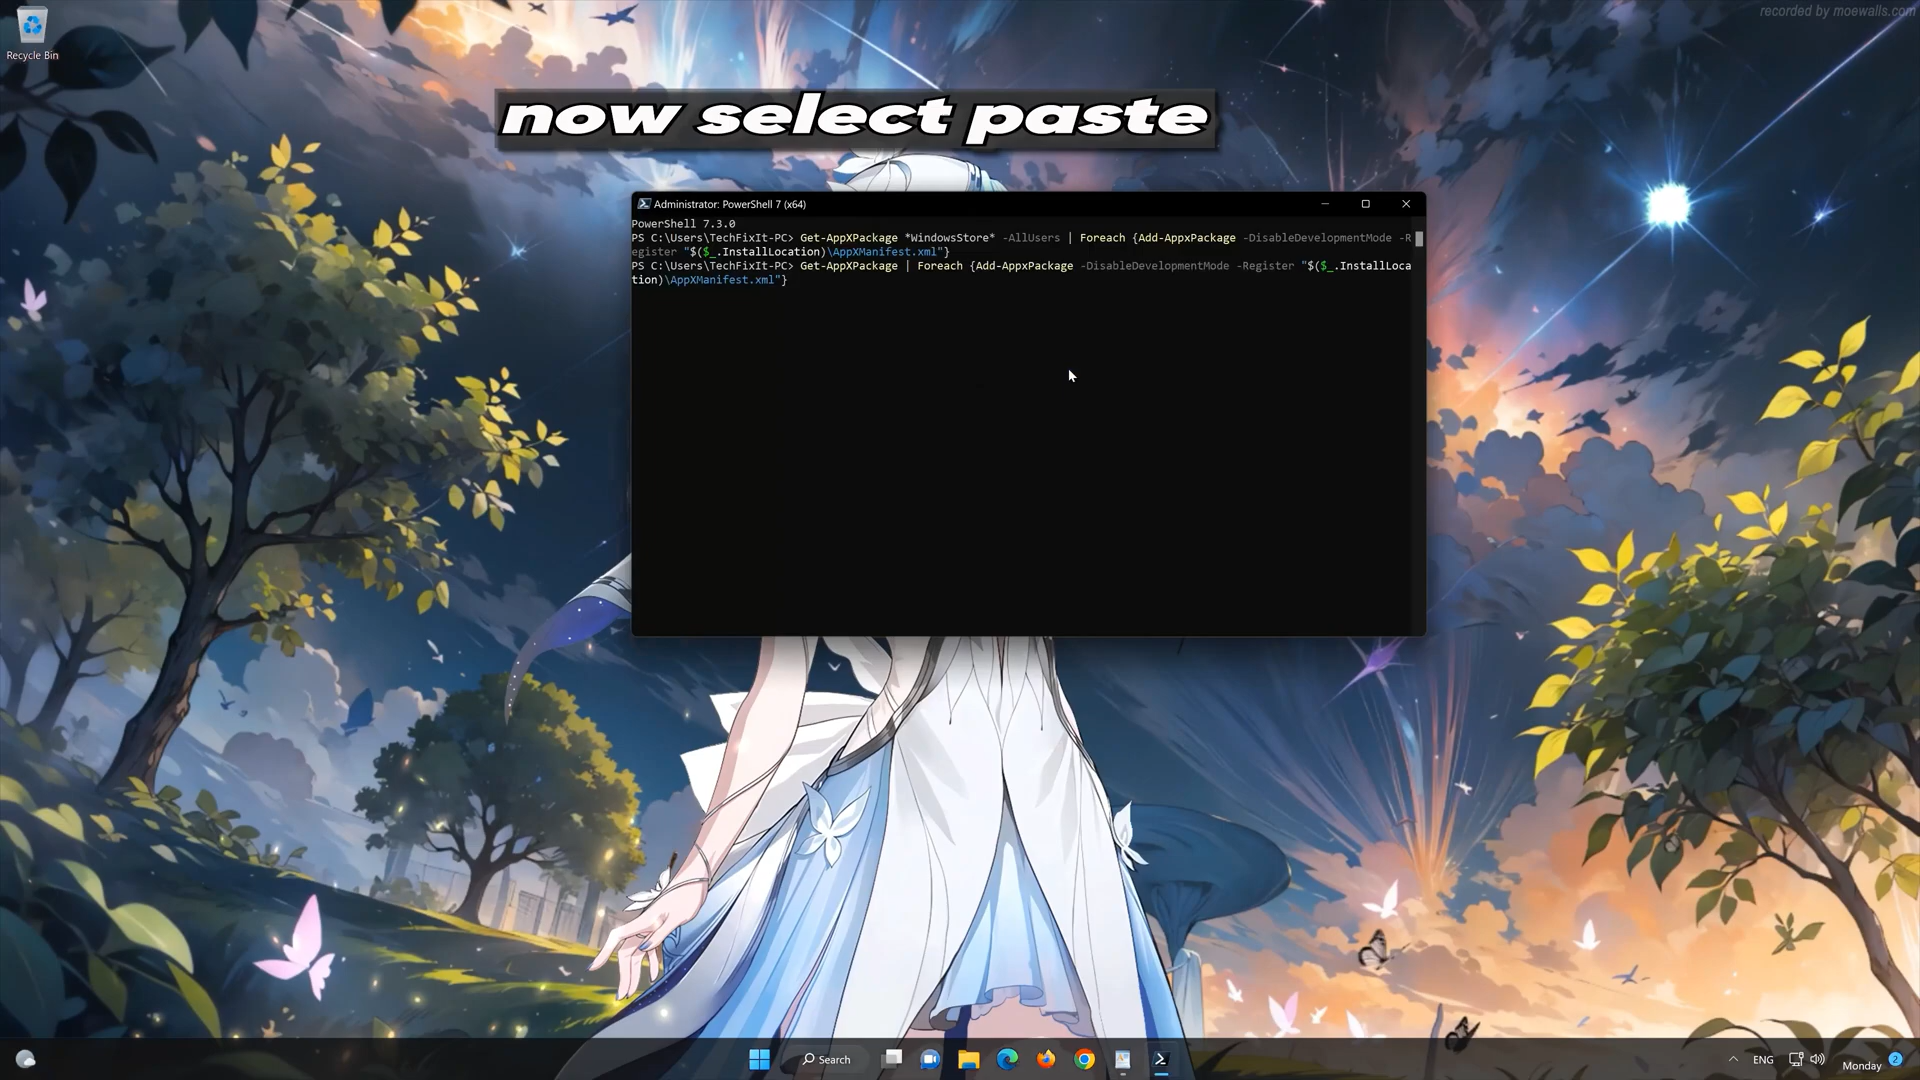 recorded by moewalls.com
Recycle Bin
now select paste
Administrator: PowerShell 7 (x64)
PowerShell 7.3.0
PS C:\Users\TechFixIt-PC> Get-AppXPackage *WindowsStore* -AllUsers | Foreach {Add-AppxPackage -DisableDevelopmentMode -R
egister "$($_.InstallLocation)\AppXManifest.xml"}
PS C:\Users\TechFixIt-PC> Get-AppXPackage | Foreach {Add-AppxPackage -DisableDevelopmentMode -Register "$($_.InstallLoca
tion)\AppXManifest.xml"}
Search
ENG
Monday
2